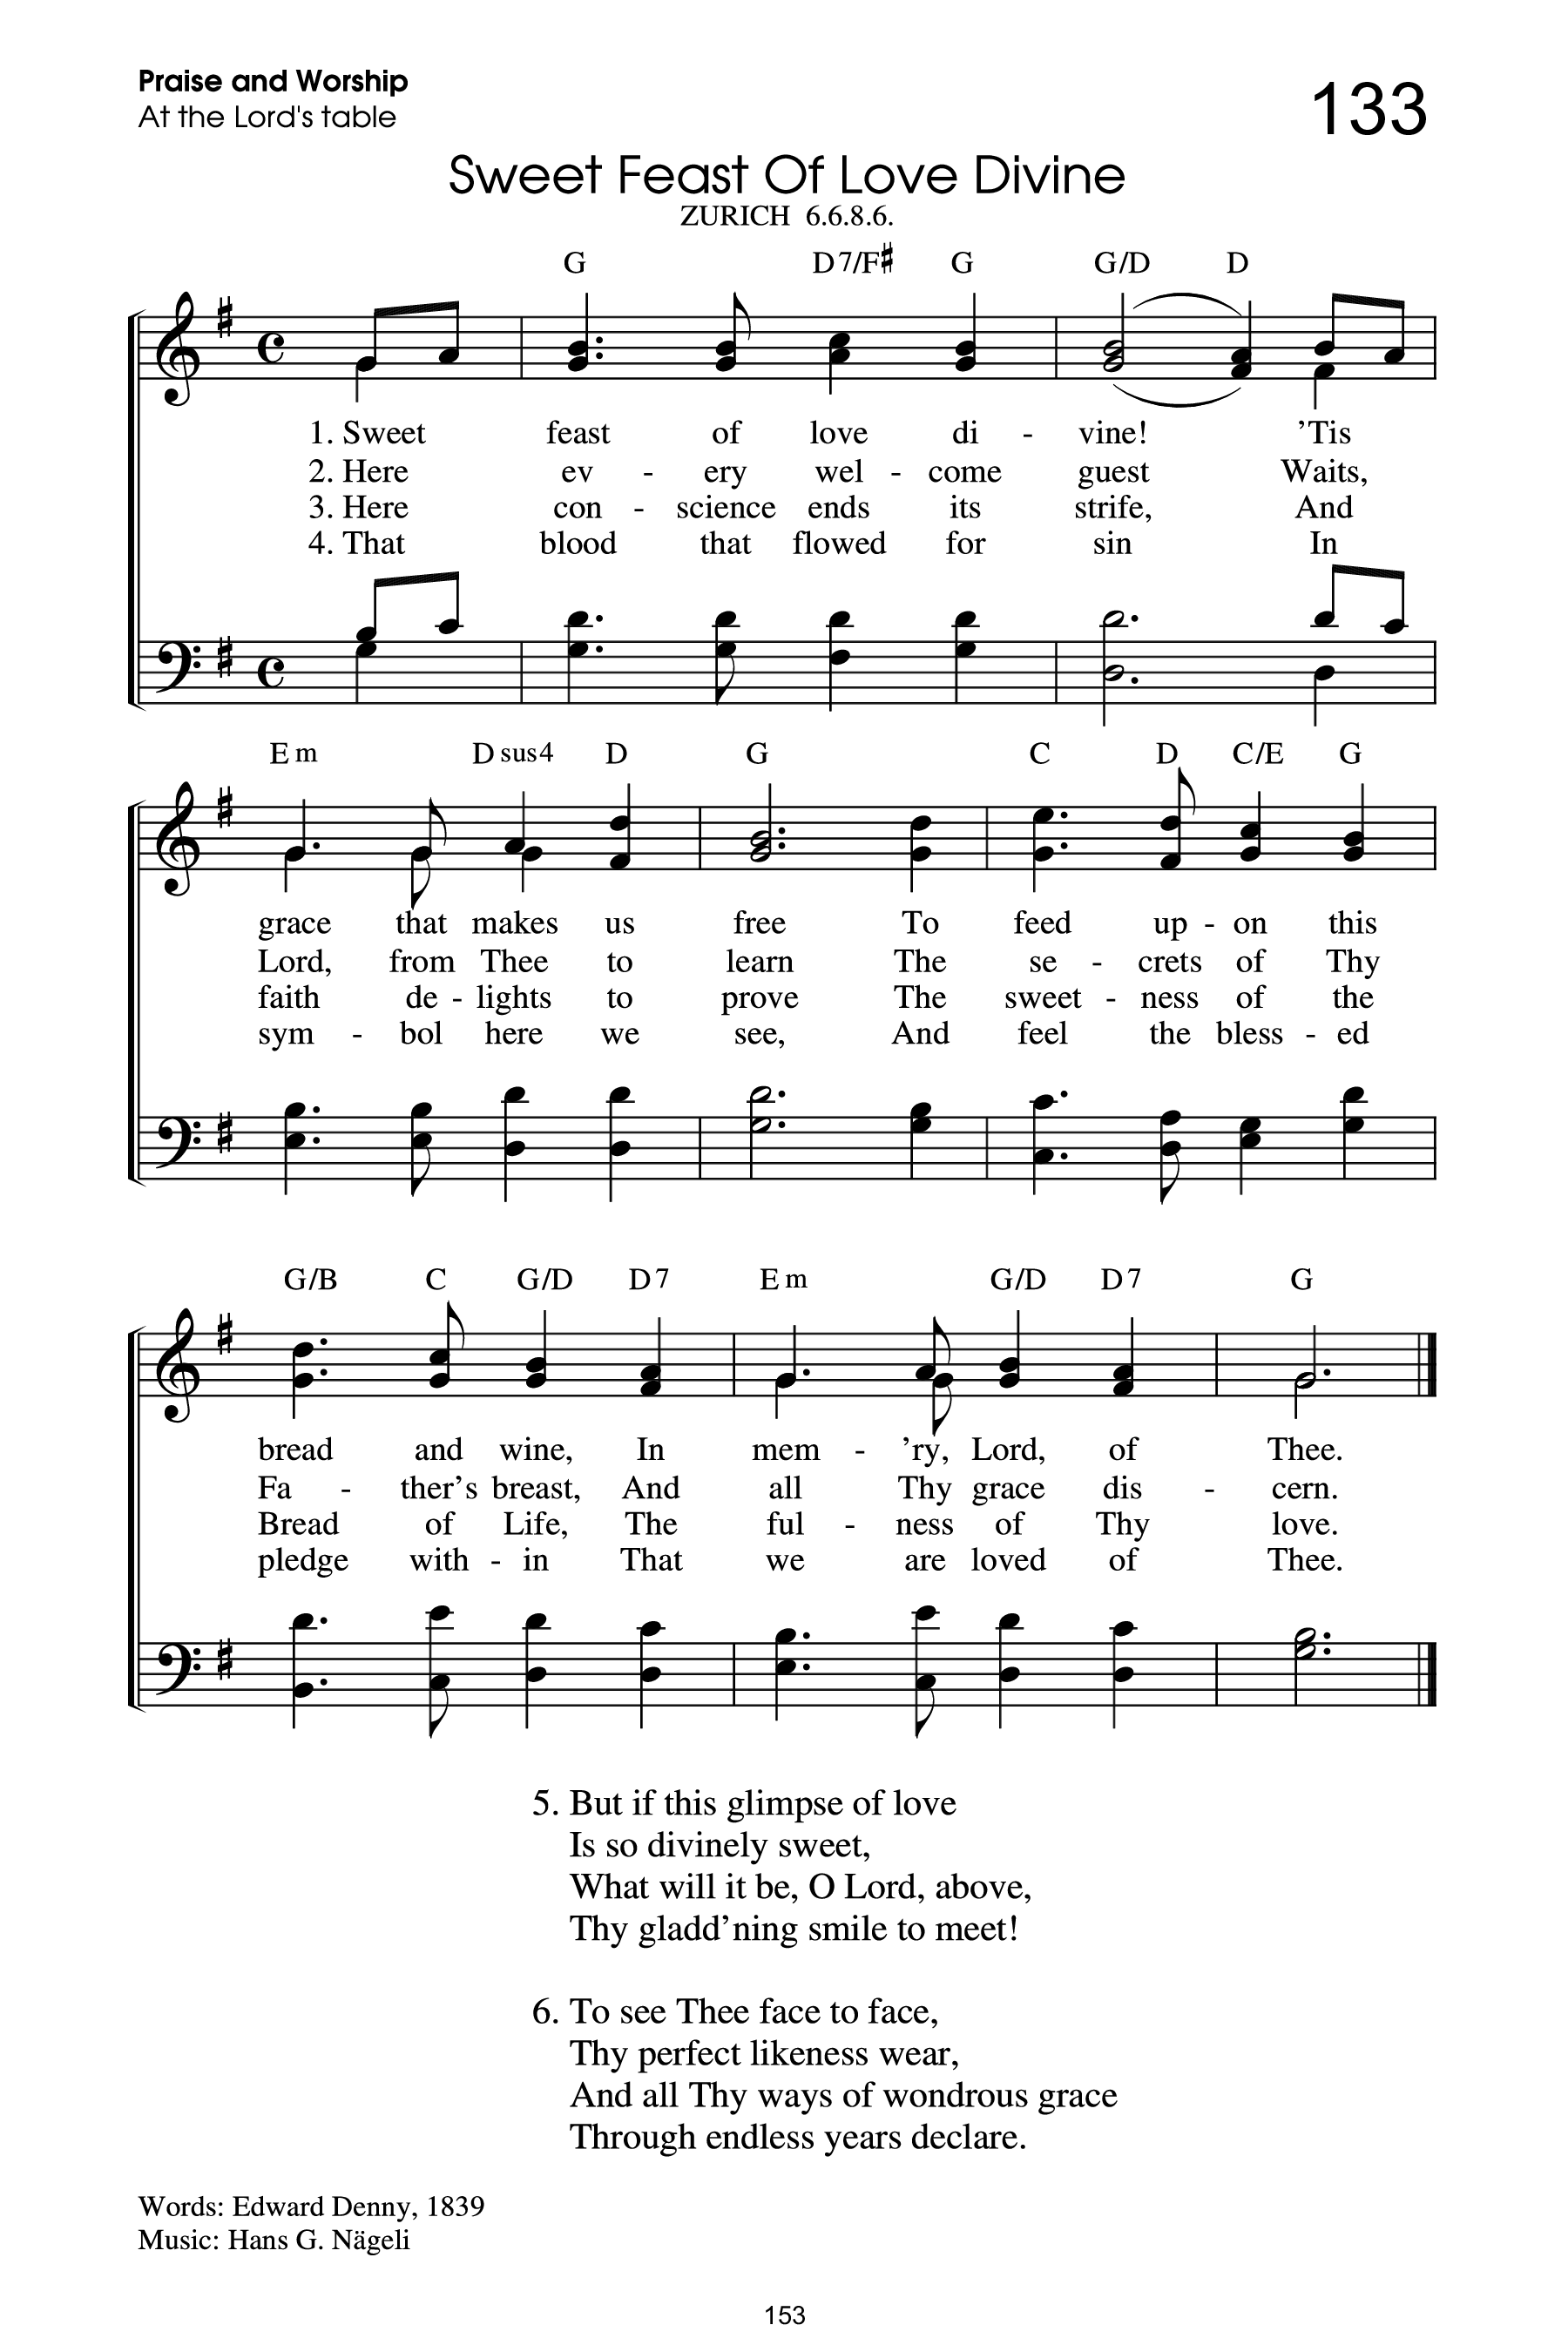 Praise and Worship
At the Lord's table
133
Sweet Feast Of Love Divine
ZURICH 6.6.8.6.
G D7/F♯ G G/D D
1. Sweet feast of love di - vine! ’Tis
2. Here ev - ery wel - come guest Waits,
3. Here con - science ends its strife, And
4. That blood that flowed for sin In
Em Dsus4 D G C D C/E G
grace that makes us free To feed up - on this
Lord, from Thee to learn The se - crets of Thy
faith de - lights to prove The sweet - ness of the
sym - bol here we see, And feel the bless - ed
G/B C G/D D7 Em G/D D7 G
bread and wine, In mem - ’ry, Lord, of Thee.
Fa - ther’s breast, And all Thy grace dis - cern.
Bread of Life, The ful - ness of Thy love.
pledge with - in That we are loved of Thee.
5. But if this glimpse of love
Is so divinely sweet,
What will it be, O Lord, above,
Thy gladd’ning smile to meet!
6. To see Thee face to face,
Thy perfect likeness wear,
And all Thy ways of wondrous grace
Through endless years declare.
Words: Edward Denny, 1839
Music: Hans G. Nägeli
153